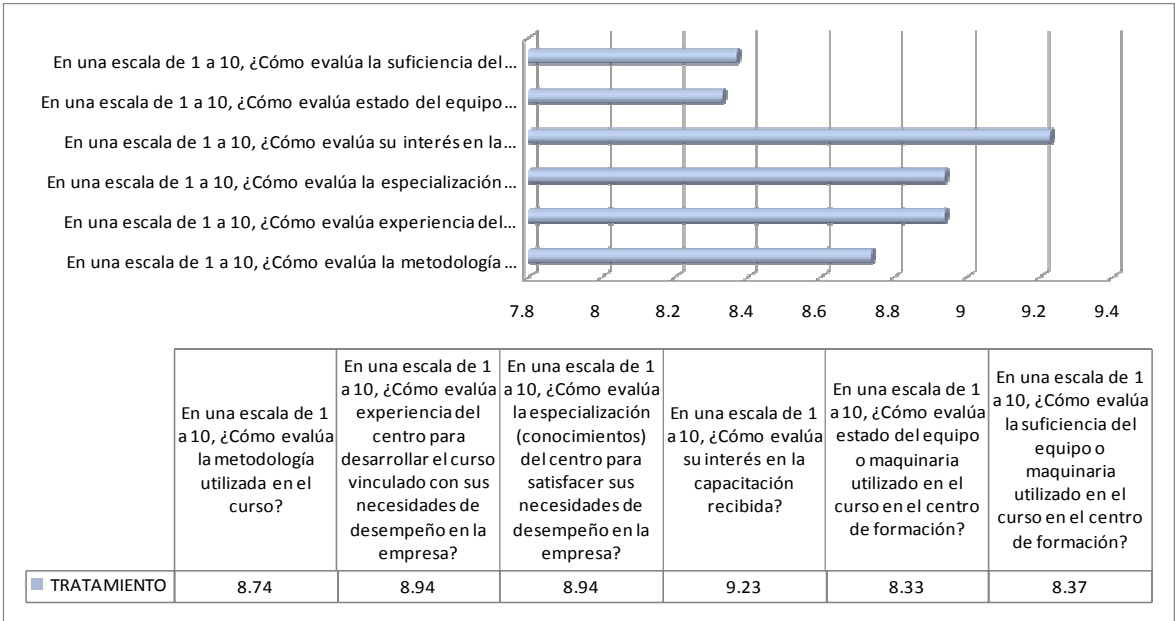 En una escala de 1 a 10, ¿Cómo evalúa la suficiencia del...
En una escala de 1 a 10, ¿Cómo evalúa estado del equipo...
En una escala de 1 a 10, ¿Cómo evalúa su interés en la...
En una escala de 1 a 10, ¿Cómo evalúa la especialización...
En una escala de 1 a 10, ¿Cómo evalúa experiencia del...
En una escala de 1 a 10, ¿Cómo evalúa la metodología...
7.8 8 8.2 8.4 8.6 8.8 9 9.2 9.4
En una escala de 1
a 10, ¿Cómo evalúa
la metodología
utilizada en el
curso?
En una escala de 1
a 10, ¿Cómo evalúa
experiencia del
centro para
desarrollar el curso
vinculado con sus
necesidades de
desempeño en la
empresa?
En una escala de 1
a 10, ¿Cómo evalúa
la especialización
(conocimientos)
del centro para
satisfacer sus
necesidades de
desempeño en la
empresa?
En una escala de 1
a 10, ¿Cómo evalúa
su interés en la
capacitación
recibida?
En una escala de 1
a 10, ¿Cómo evalúa
estado del equipo
o maquinaria
utilizado en el
curso en el centro
de formación?
En una escala de 1
a 10, ¿Cómo evalúa
la suficiencia del
equipo o
maquinaria
utilizado en el
curso en el centro
de formación?
TRATAMIENTO 8.74 8.94 8.94 9.23 8.33 8.37